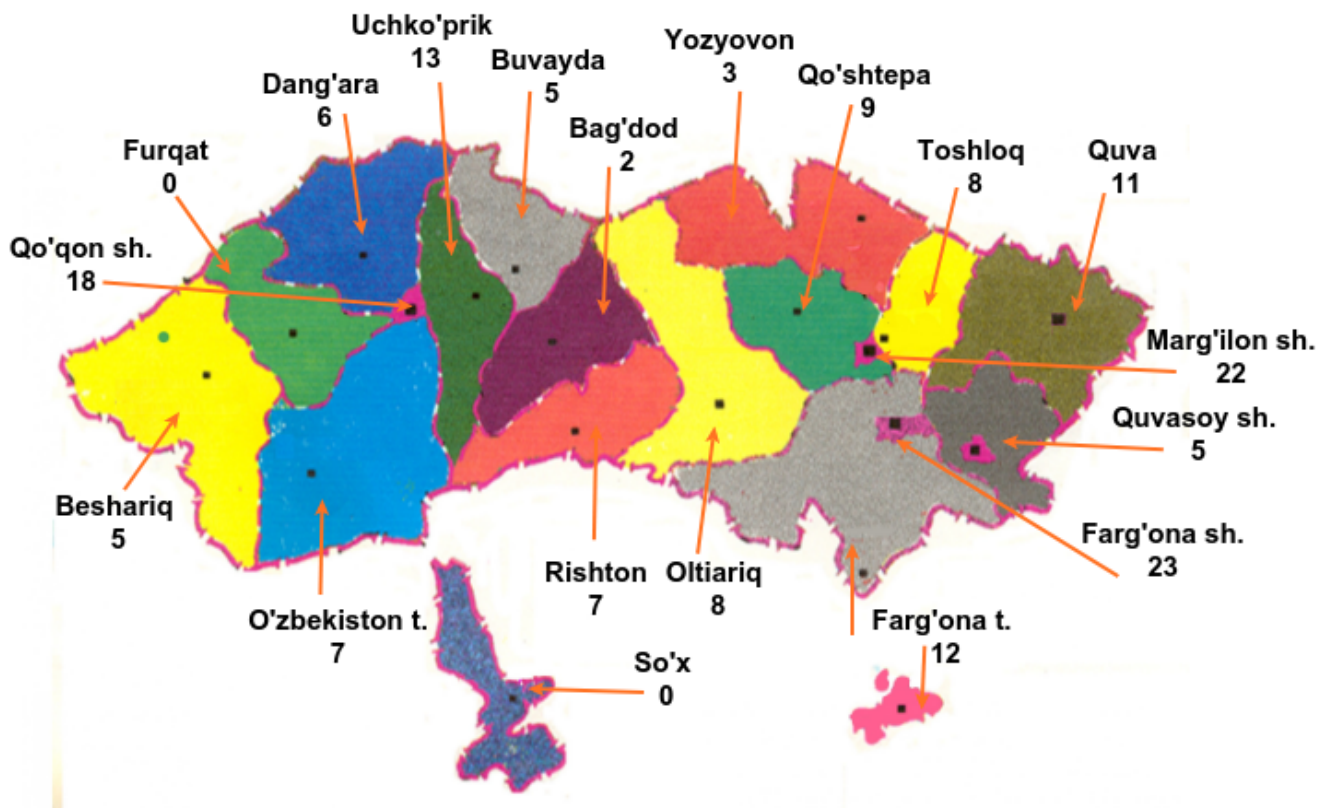 Uchko'prik
13
Buvayda
5
Yozyovon
3
Qo'shtepa
9
Dang'ara
6
Bag'dod
2
Furqat
0
Toshloq
8
Quva
11
Qo'qon sh.
18
Marg'ilon sh.
22
Quvasoy sh.
5
Beshariq
5
Farg'ona sh.
23
Rishton
7
Oltiariq
8
O'zbekiston t.
7
Farg'ona t.
12
So'x
0